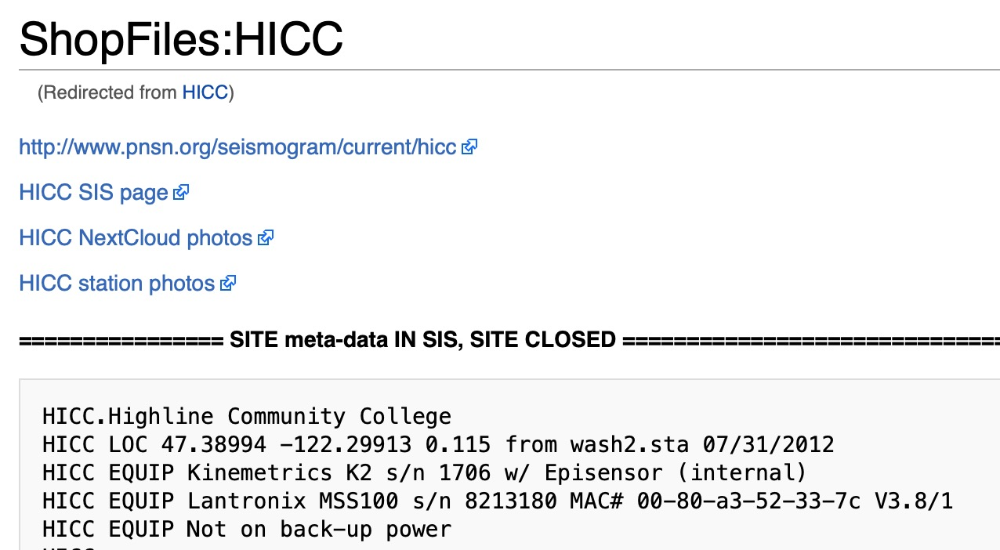 ShopFiles:HICC
(Redirected from HICC)
http://www.pnsn.org/seismogram/current/hicc
HICC SIS page
HICC NextCloud photos
HICC station photos
================ SITE meta-data IN SIS, SITE CLOSED ==============================
HICC.Highline Community College
HICC LOC 47.38994 -122.29913 0.115 from wash2.sta 07/31/2012
HICC EQUIP Kinemetrics K2 s/n 1706 w/ Episensor (internal)
HICC EQUIP Lantronix MSS100 s/n 8213180 MAC# 00-80-a3-52-33-7c V3.8/1
HICC EQUIP Not on back-up power